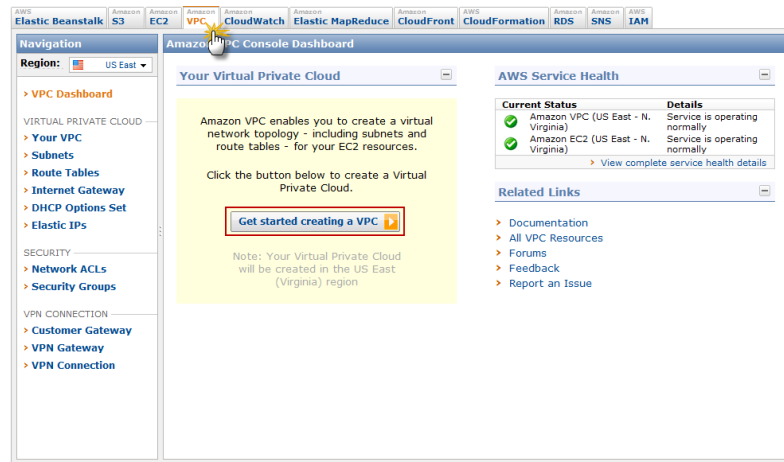 AWS Elastic Beanstalk
Amazon S3
Amazon EC2
Amazon VPC
Amazon CloudWatch
Amazon Elastic MapReduce
Amazon CloudFront
AWS CloudFormation
Amazon RDS
Amazon SNS
AWS IAM
Navigation
Region: US East
VPC Dashboard
VIRTUAL PRIVATE CLOUD
Your VPC
Subnets
Route Tables
Internet Gateway
DHCP Options Set
Elastic IPs
SECURITY
Network ACLs
Security Groups
VPN CONNECTION
Customer Gateway
VPN Gateway
VPN Connection
Amazon VPC Console Dashboard
Your Virtual Private Cloud
Amazon VPC enables you to create a virtual
network topology - including subnets and
route tables - for your EC2 resources.
Click the button below to create a Virtual
Private Cloud.
Get started creating a VPC
Note: Your Virtual Private Cloud
will be created in the US East
(Virginia) region
AWS Service Health
Current Status Details
Amazon VPC (US East - N. Service is operating
Virginia) normally
Amazon EC2 (US East - N. Service is operating
Virginia) normally
View complete service health details
Related Links
Documentation
All VPC Resources
Forums
Feedback
Report an Issue